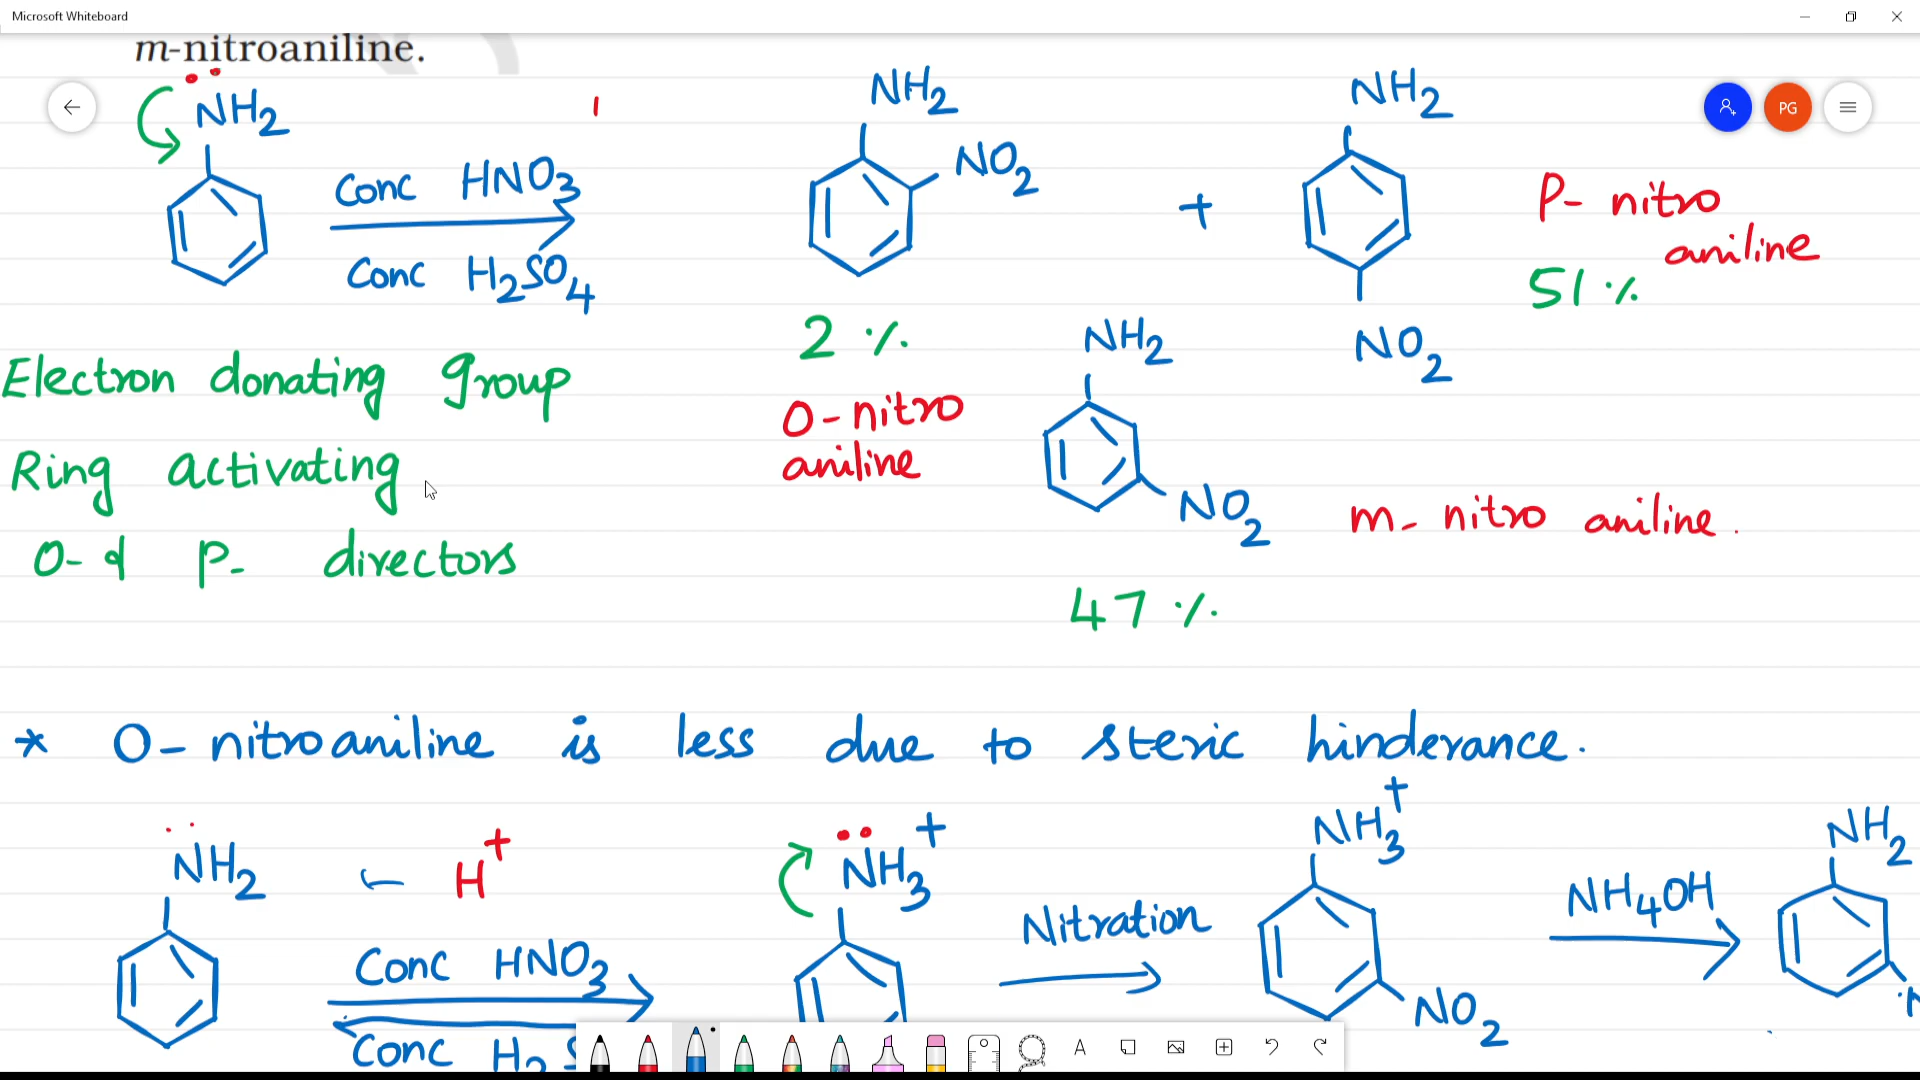 Microsoft Whiteboard
m-nitroaniline.
NH2
Conc HNO3
Conc H2SO4
NH2
NO2
2 %
O-nitro
aniline
+
NH2
NO2
P- nitro
aniline
51 %
PG
NH2
NO2
m- nitro aniline.
47 %
Electron donating group
Ring activating
O- & P- directors
* O- nitroaniline is less due to steric hinderance.
NH2
← H+
Conc HNO3
Conc H2S
NH3+
Nitration
NH3+
NO2
NH4OH
NH2
A